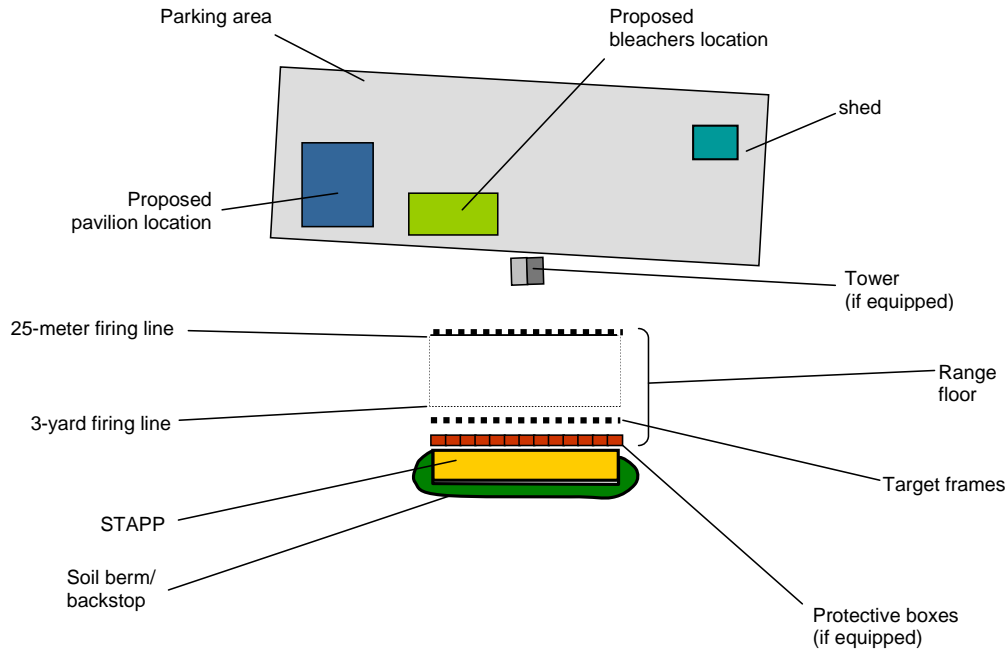 Parking area
Proposed
bleachers location
shed
Proposed
pavilion location
Tower
(if equipped)
25-meter firing line
Range
floor
3-yard firing line
Target frames
STAPP
Soil berm/
backstop
Protective boxes
(if equipped)